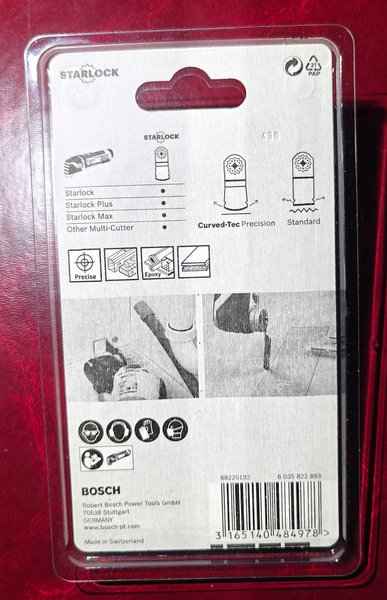 STARLOCK
21
PAP
STARLOCK
Starlock
Starlock Plus
Starlock Max
Other Multi-Cutter
Curved-Tec Precision
Standard
Precise
Epoxy
BOSCH
Robert Bosch Power Tools GmbH
70538 Stuttgart
GERMANY
www.bosch-pt.com
Made in Switzerland
68220192
6 035 822 893
3 165140 484978 >